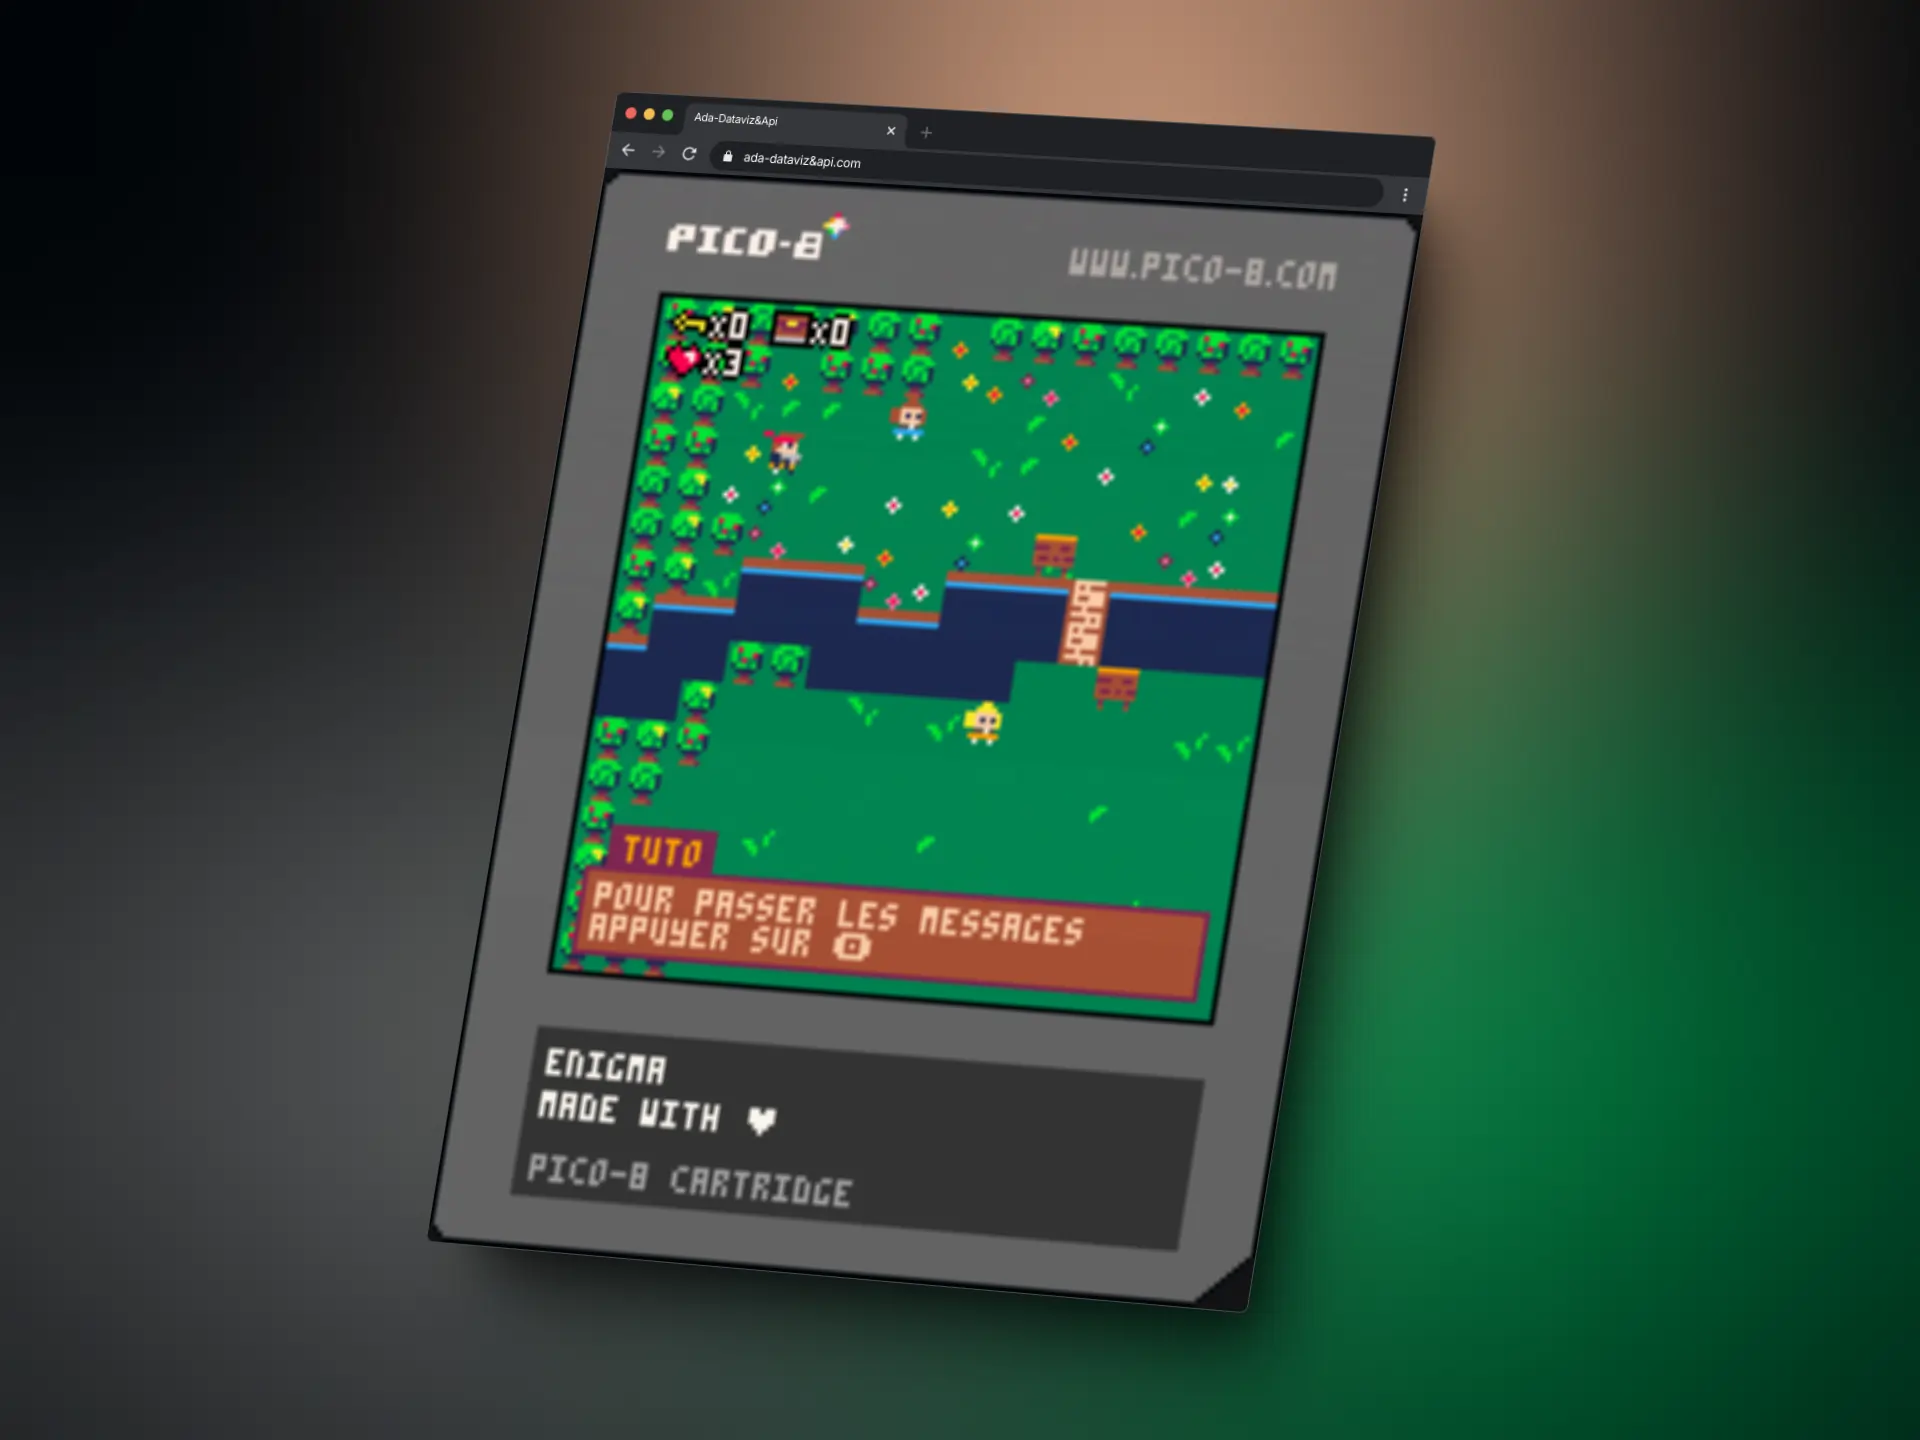 Ada-Dataviz&Api
ada-dataviz&api.com
PICO-8
WWW.PICO-8.COM
x0 x0
x3
TUTO
POUR PASSER LES MESSAGES
APPUYER SUR
ENIGMA
MADE WITH ♥
PICO-8 CARTRIDGE